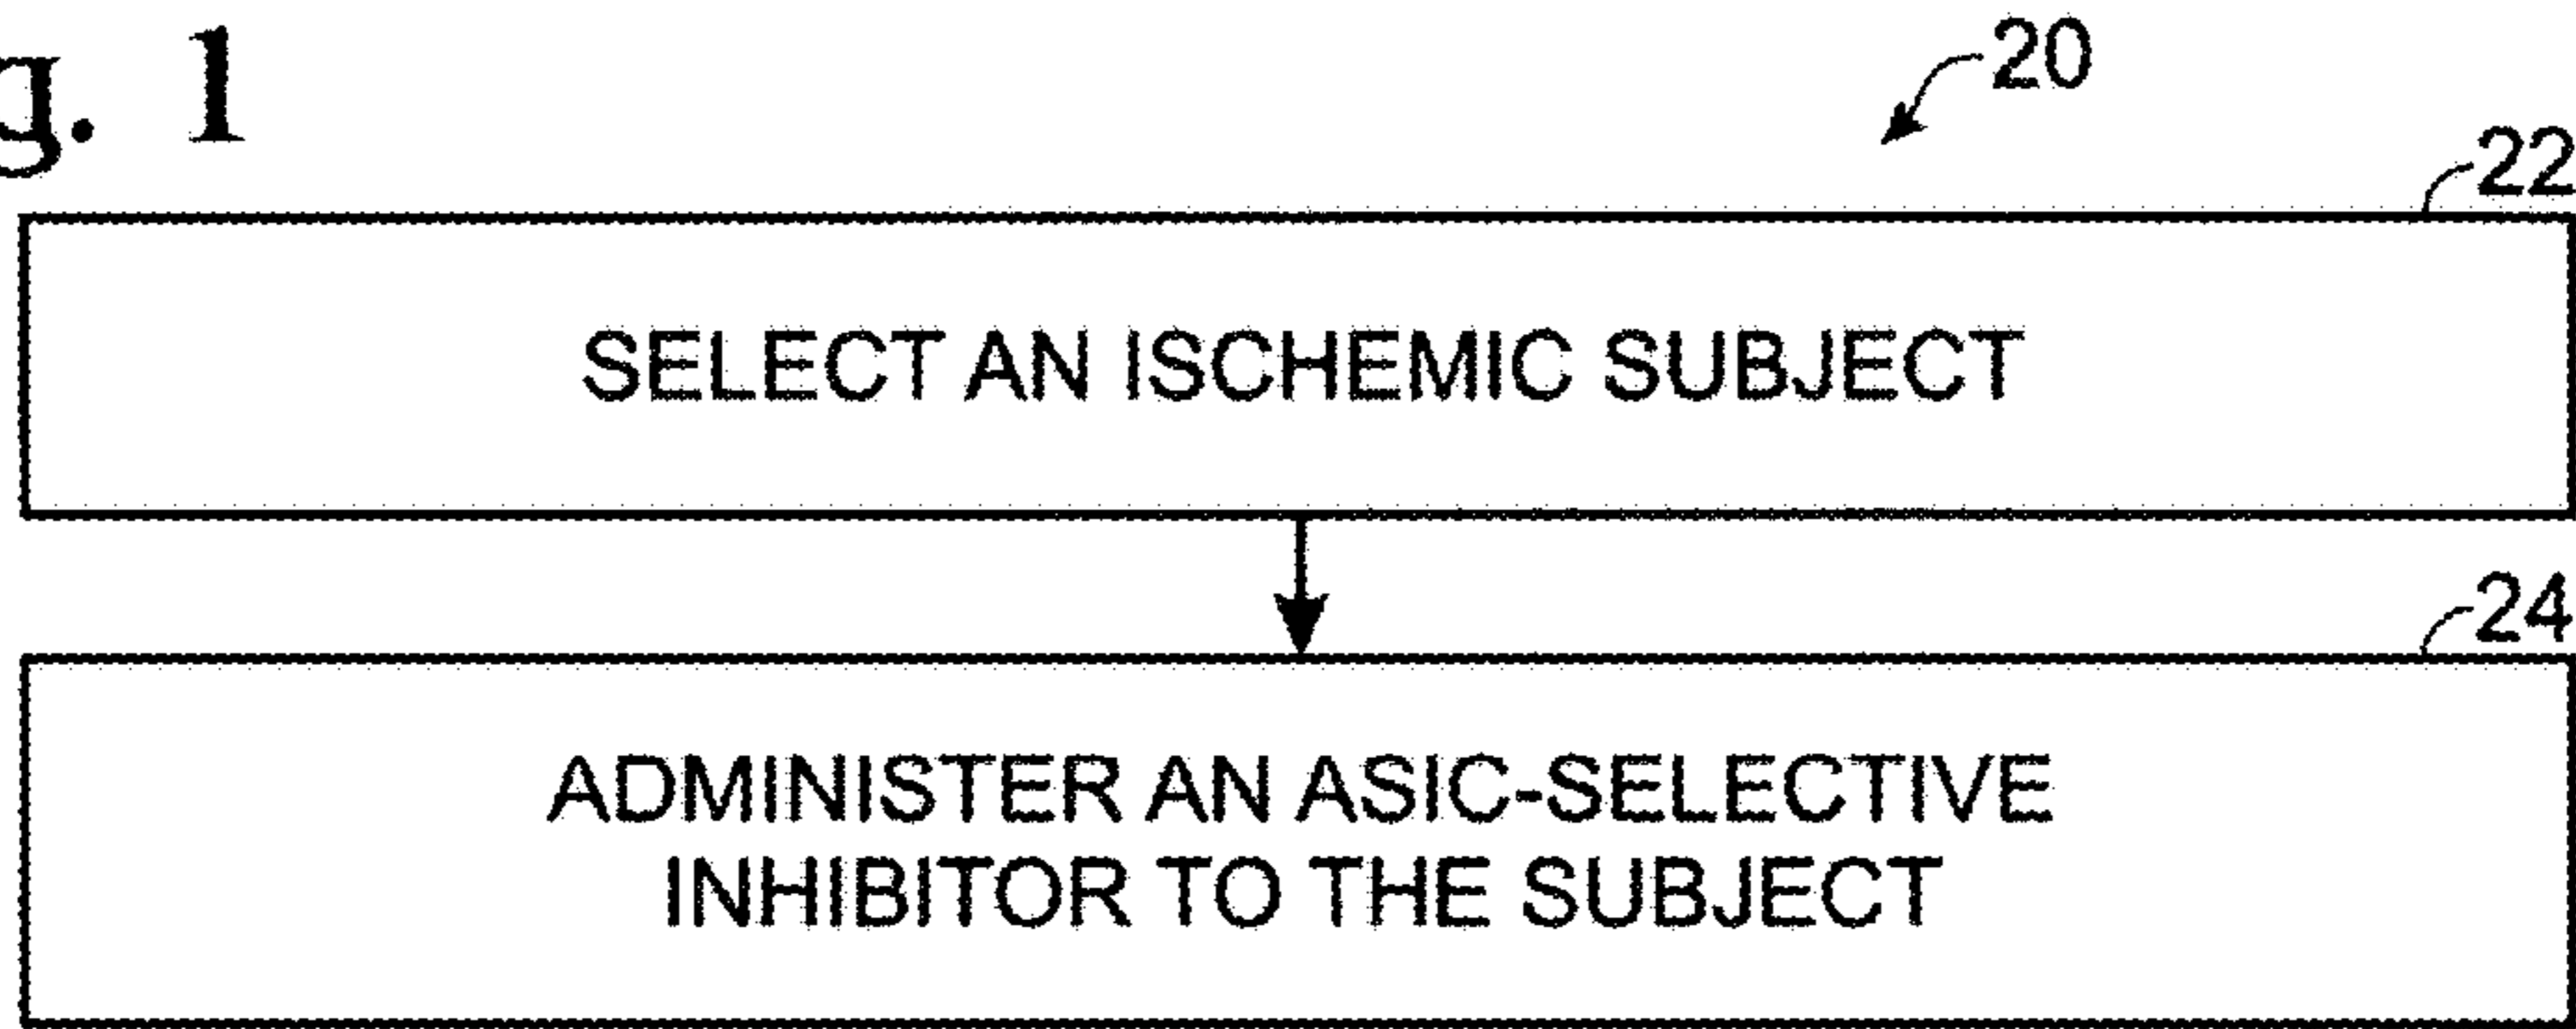 g. 1
20
22
SELECT AN ISCHEMIC SUBJECT
24
ADMINISTER AN ASIC-SELECTIVE
INHIBITOR TO THE SUBJECT